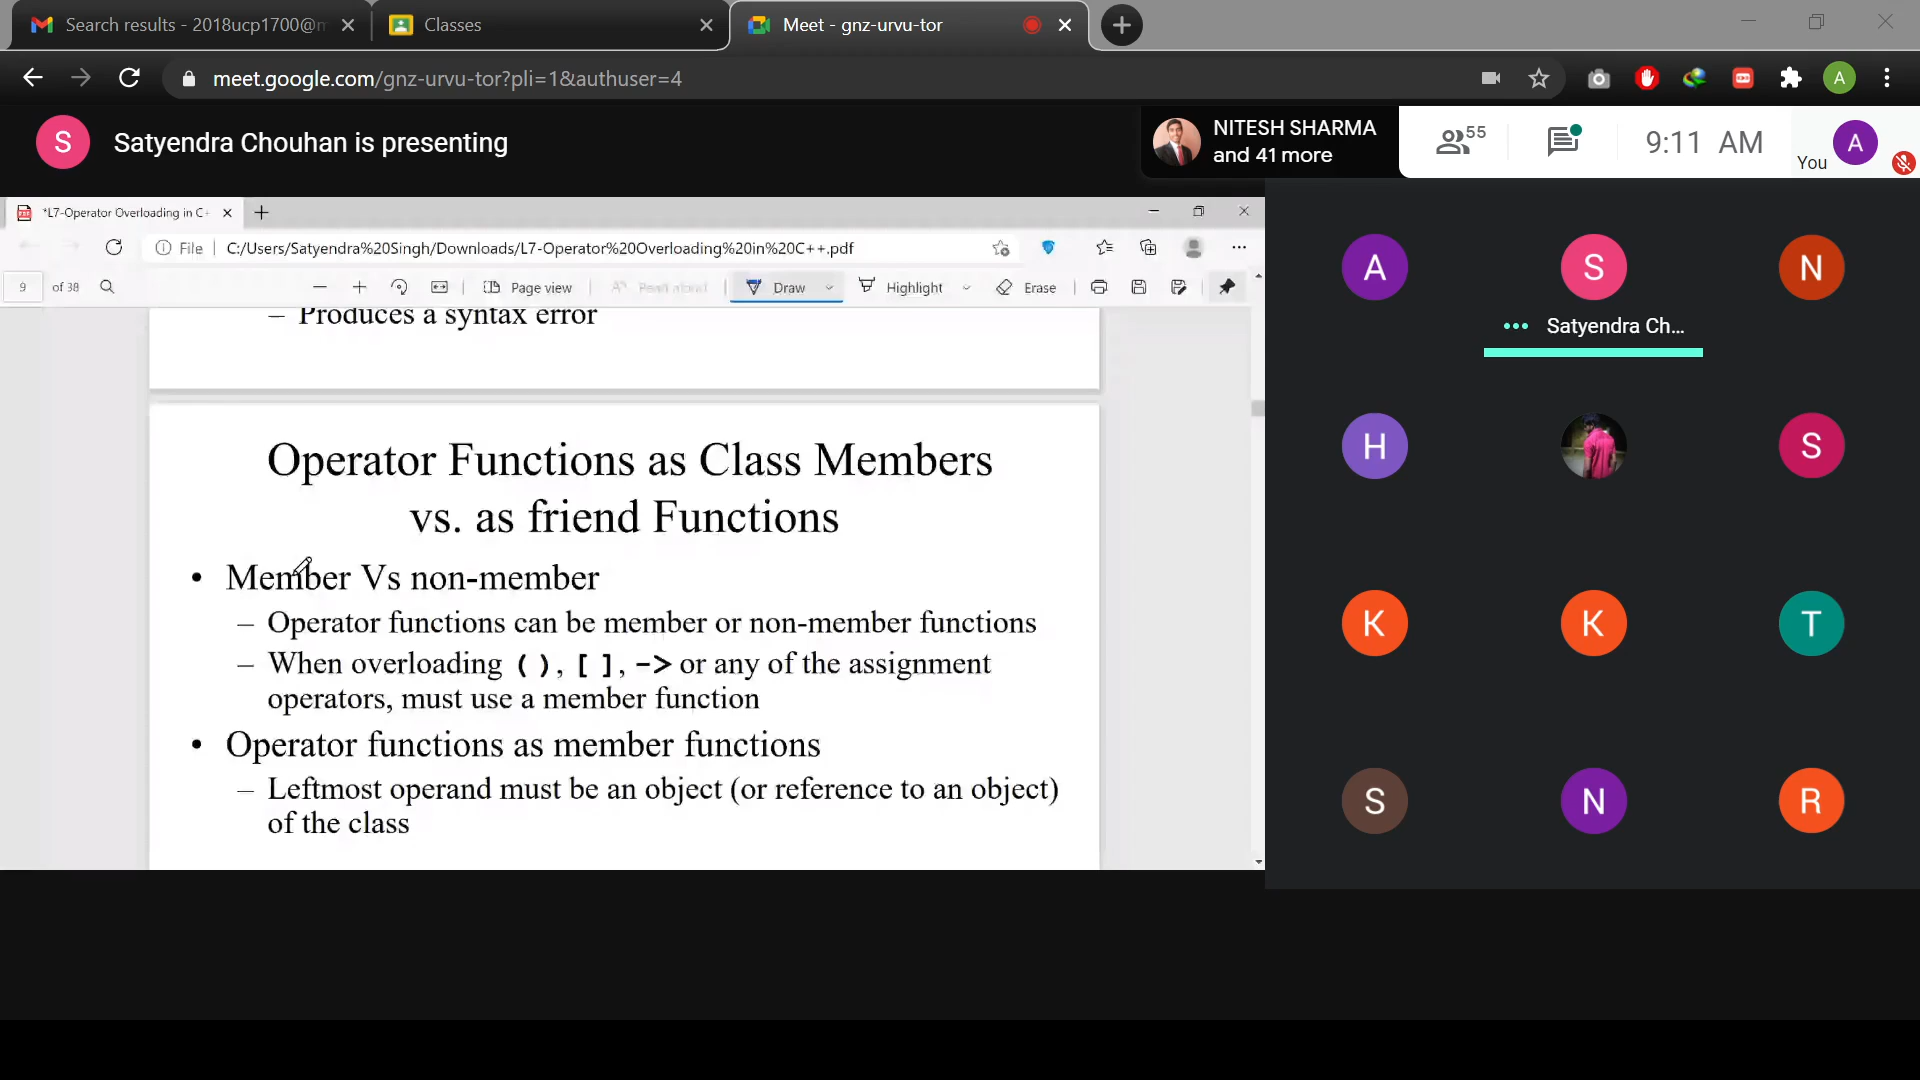 Search results - 2018ucp1700@m
Classes
Meet - gnz-urvu-tor
meet.google.com/gnz-urvu-tor?pli=1&authuser=4
A
S
Satyendra Chouhan is presenting
NITESH SHARMA
and 41 more
55
9:11 AM
You
A
*L7-Operator Overloading in C+
File
C:/Users/Satyendra%20Singh/Downloads/L7-Operator%20Overloading%20in%20C++.pdf
9
of 38
Page view
Read aloud
Draw
Highlight
Erase
– Produces a syntax error
Operator Functions as Class Members
vs. as friend Functions
• Member Vs non-member
– Operator functions can be member or non-member functions
– When overloading ( ), [ ], -> or any of the assignment
operators, must use a member function
• Operator functions as member functions
– Leftmost operand must be an object (or reference to an object)
of the class
A
S
N
Satyendra Ch...
H
S
K
K
T
S
N
R